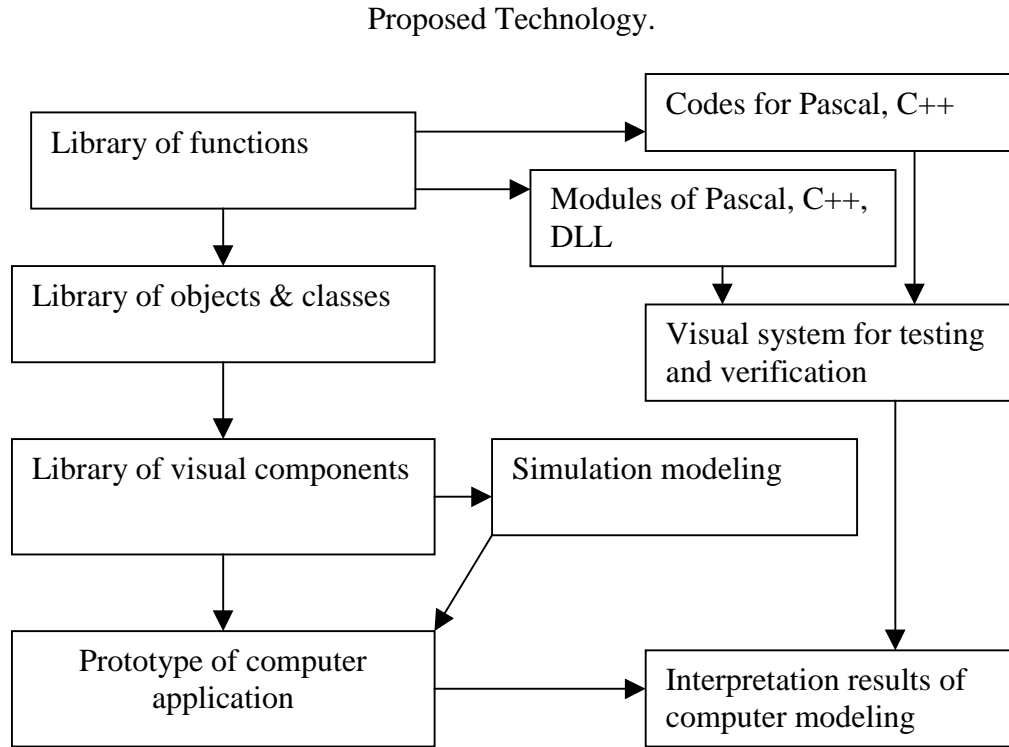 Proposed Technology.
Codes for Pascal, C++
Library of functions
Modules of Pascal, C++,
DLL
Library of objects & classes
Visual system for testing
and verification
Library of visual components
Simulation modeling
Prototype of computer
application
Interpretation results of
computer modeling